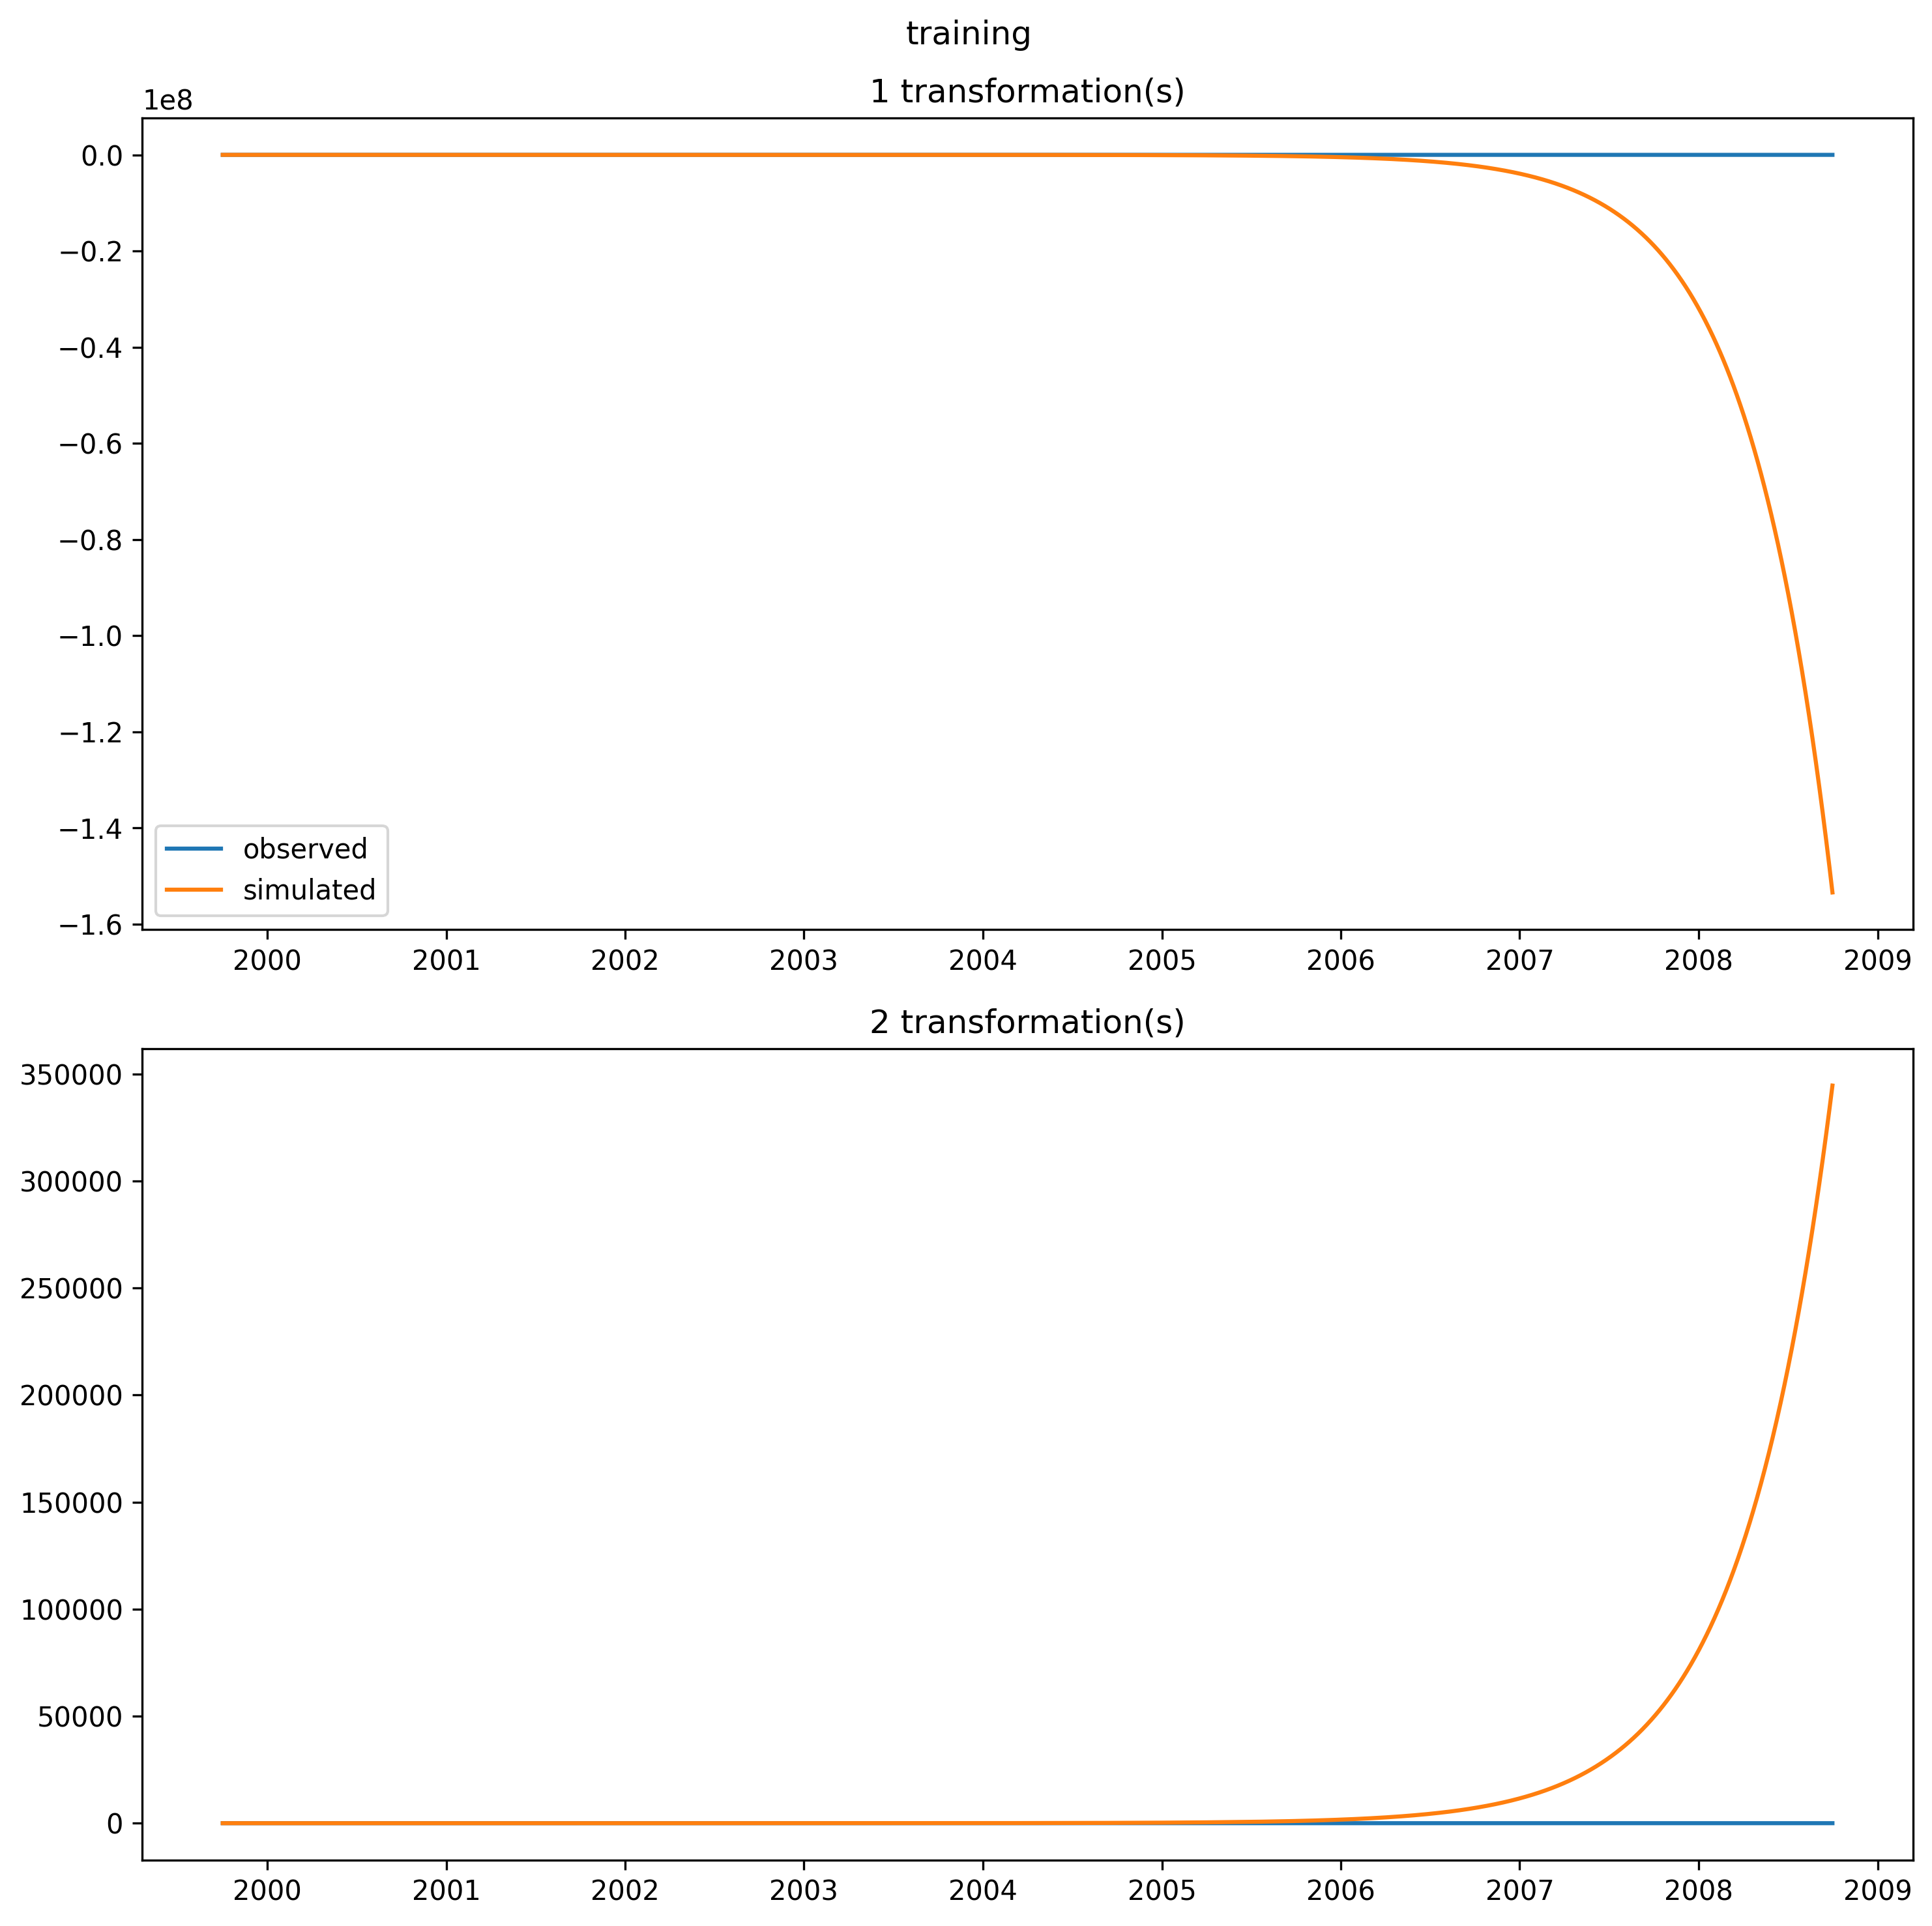 training
1 transformation(s)
1e8
0.0
−0.2
−0.4
−0.6
−0.8
−1.0
−1.2
−1.4
−1.6
observed
simulated
2000 2001 2002 2003 2004 2005 2006 2007 2008 2009
2 transformation(s)
350000
300000
250000
200000
150000
100000
50000
0
2000 2001 2002 2003 2004 2005 2006 2007 2008 2009